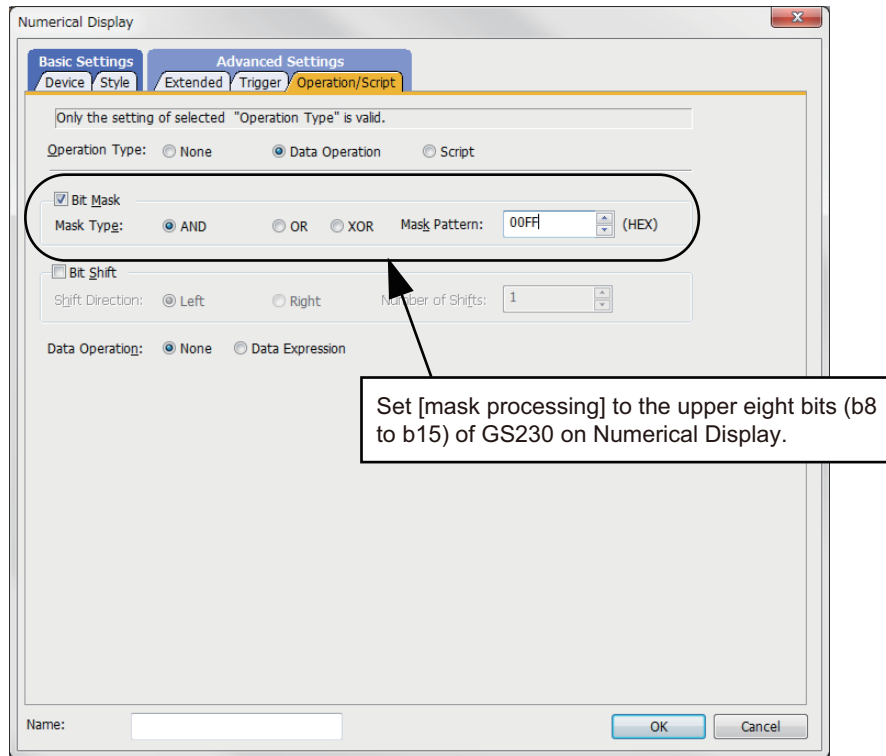 Numerical Display
Basic Settings Advanced Settings
Device Style Extended Trigger Operation/Script
Only the setting of selected "Operation Type" is valid.
Operation Type: None Data Operation Script
Bit Mask
Mask Type: AND OR XOR Mask Pattern: 00FF (HEX)
Bit Shift
Shift Direction: Left Right Number of Shifts: 1
Data Operation: None Data Expression
Set [mask processing] to the upper eight bits (b8
to b15) of GS230 on Numerical Display.
Name: OK Cancel